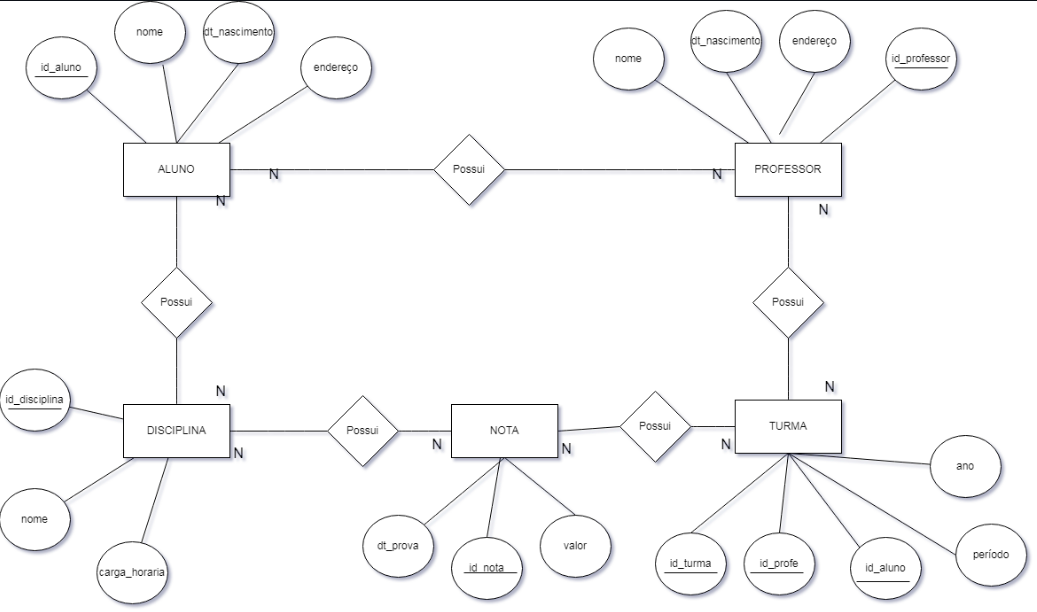 nome
dt_nascimento
id_aluno
endereço
nome
dt_nascimento
endereço
id_professor
ALUNO
N
Possui
N
PROFESSOR
N
N
Possui
Possui
N
N
id_disciplina
DISCIPLINA
N
Possui
N
NOTA
N
Possui
N
TURMA
ano
nome
carga_horaria
dt_prova
id_nota
valor
id_turma
id_profe
id_aluno
período